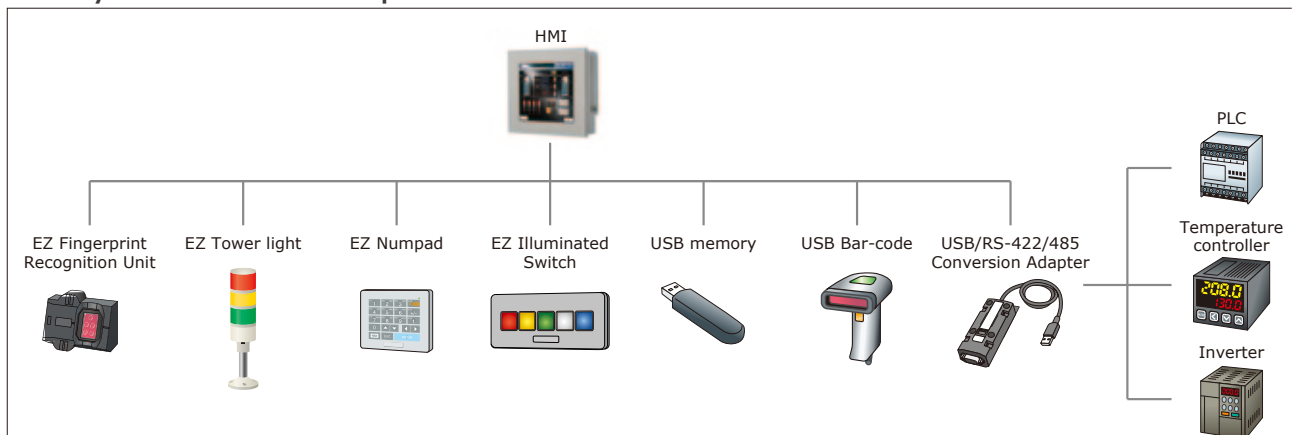 HMI
PLC
EZ Fingerprint
Recognition Unit
EZ Tower light
EZ Numpad
EZ Illuminated
Switch
USB memory
USB Bar-code
USB/RS-422/485
Conversion Adapter
Temperature
controller
208.0
130.0
Inverter